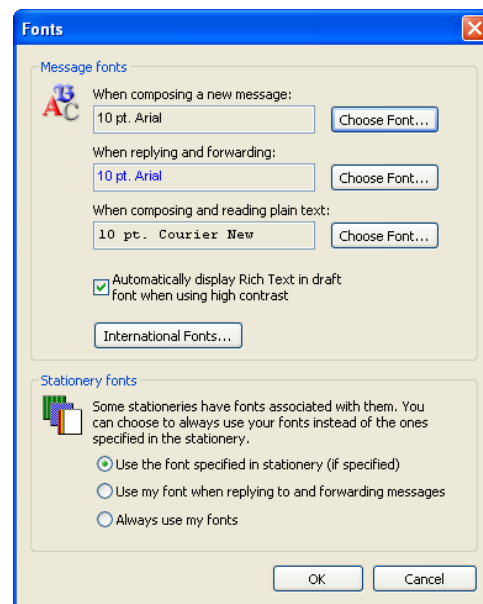 Fonts
Message fonts
When composing a new message:
10 pt. Arial
Choose Font...
When replying and forwarding:
10 pt. Arial
Choose Font...
When composing and reading plain text:
10 pt. Courier New
Choose Font...
Automatically display Rich Text in draft
font when using high contrast
International Fonts...
Stationery fonts
Some stationeries have fonts associated with them. You
can choose to always use your fonts instead of the ones
specified in the stationery.
Use the font specified in stationery (if specified)
Use my font when replying to and forwarding messages
Always use my fonts
OK
Cancel